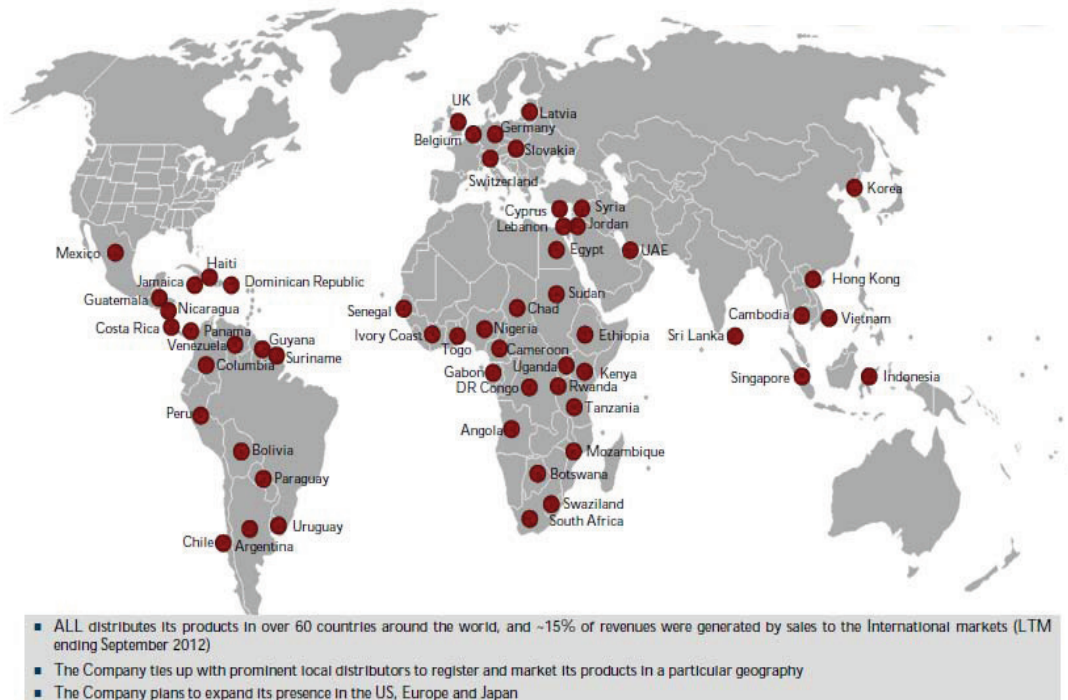 UK
Latvia
Germany
Belgium
Slovakia
Switzerland
Korea
Cyprus
Syria
Lebanon
Jordan
Mexico
Egypt
UAE
Haiti
Jamaica
Dominican Republic
Hong Kong
Guatemala
Sudan
Nicaragua
Senegal
Chad
Cambodia
Vietnam
Costa Rica
Panama
Ivory Coast
Nigeria
Ethiopia
Sri Lanka
Venezuela
Guyana
Togo
Cameroon
Suriname
Columbia
Uganda
Gabon
Kenya
Singapore
Indonesia
DR Congo
Rwanda
Peru
Tanzania
Angola
Bolivia
Mozambique
Paraguay
Botswana
Swaziland
South Africa
Uruguay
Chile
Argentina
▪ ALL distributes its products in over 60 countries around the world, and ~15% of revenues were generated by sales to the International markets (LTM
ending September 2012)
▪ The Company ties up with prominent local distributors to register and market its products in a particular geography
▪ The Company plans to expand its presence in the US, Europe and Japan